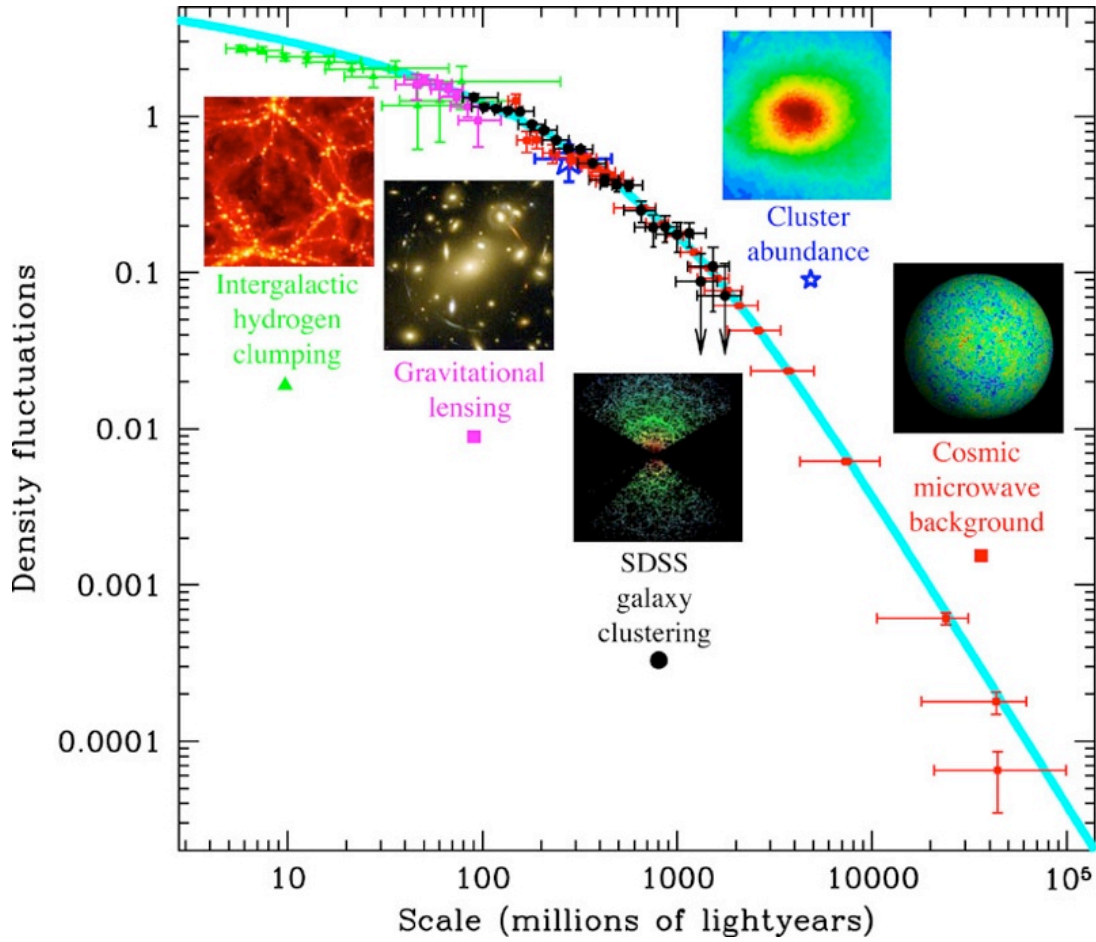 Density fluctuations
1
0.1
0.01
0.001
0.0001
Intergalactic
hydrogen
clumping
Gravitational
lensing
SDSS
galaxy
clustering
Cluster
abundance
Cosmic
microwave
background
10
100
1000
10000
10⁵
Scale (millions of lightyears)